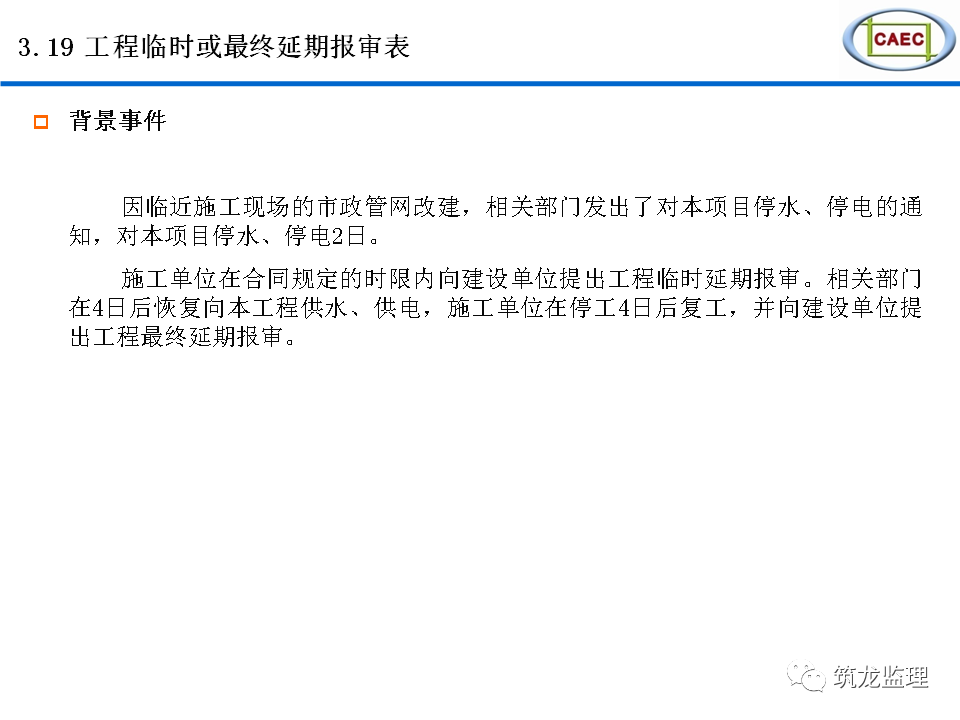 3.19 工程临时或最终延期报审表
CAEC
背景事件
因临近施工现场的市政管网改建，相关部门发出了对本项目停水、停电的通
知，对本项目停水、停电2日。
施工单位在合同规定的时限内向建设单位提出工程临时延期报审。相关部门
在4日后恢复向本工程供水、供电，施工单位在停工4日后复工，并向建设单位提
出工程最终延期报审。
筑龙监理